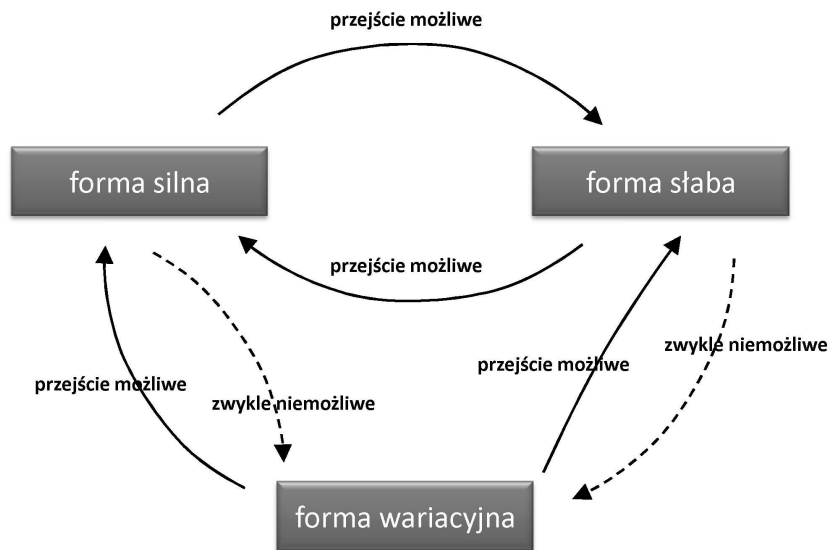 przejście możliwe
forma silna
forma słaba
przejście możliwe
zwykle niemożliwe
przejście możliwe
przejście możliwe
zwykle niemożliwe
forma wariacyjna